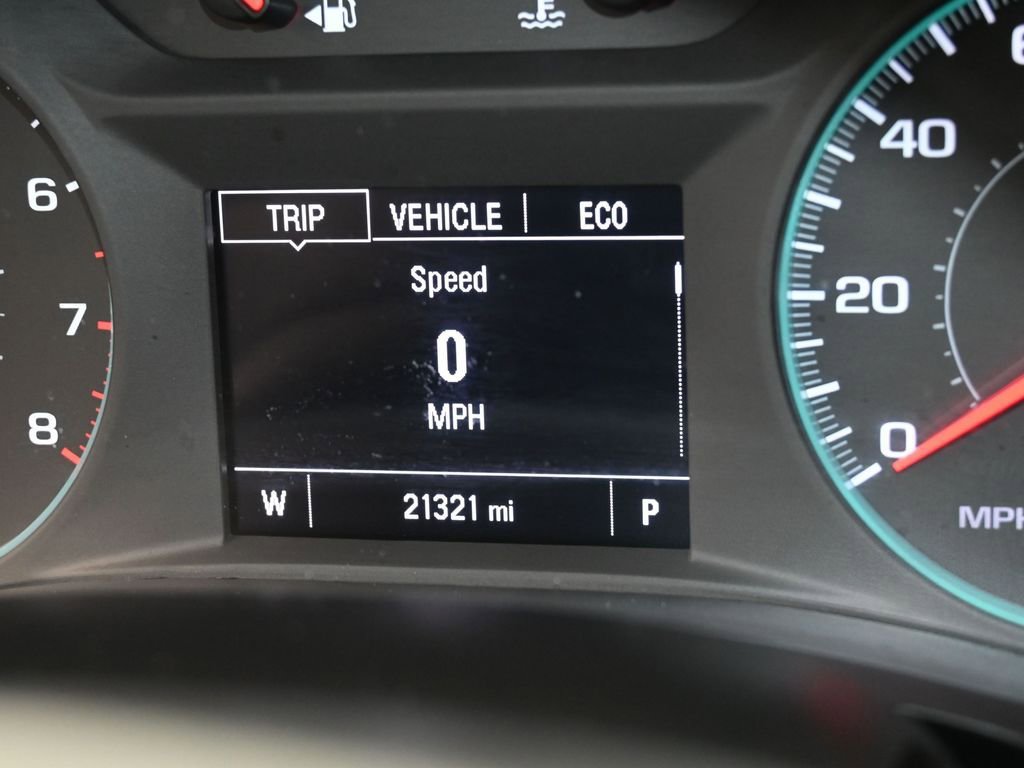 TRIP VEHICLE ECO
Speed
0
MPH
W 21321 mi P
6
7
8
40
20
0
MPH